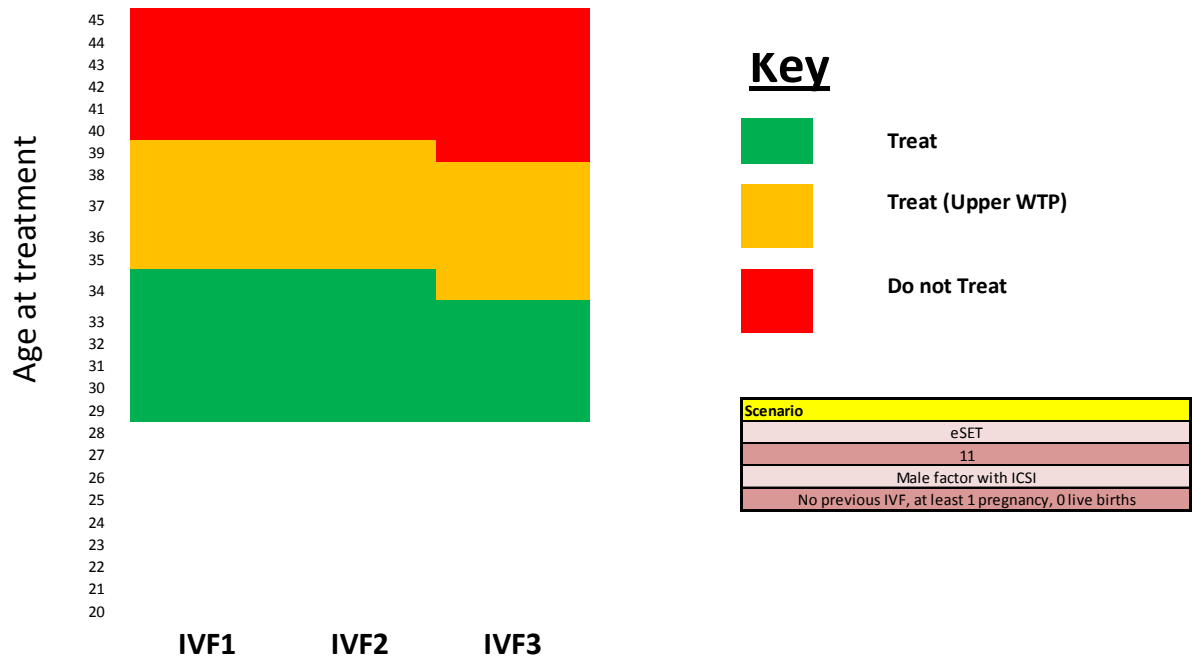 Age at treatment
45
44
43
42
41
40
39
38
37
36
35
34
33
32
31
30
29
28
27
26
25
24
23
22
21
20
IVF1 IVF2 IVF3
Key
Treat
Treat (Upper WTP)
Do not Treat
Scenario
eSET
11
Male factor with ICSI
No previous IVF, at least 1 pregnancy, 0 live births